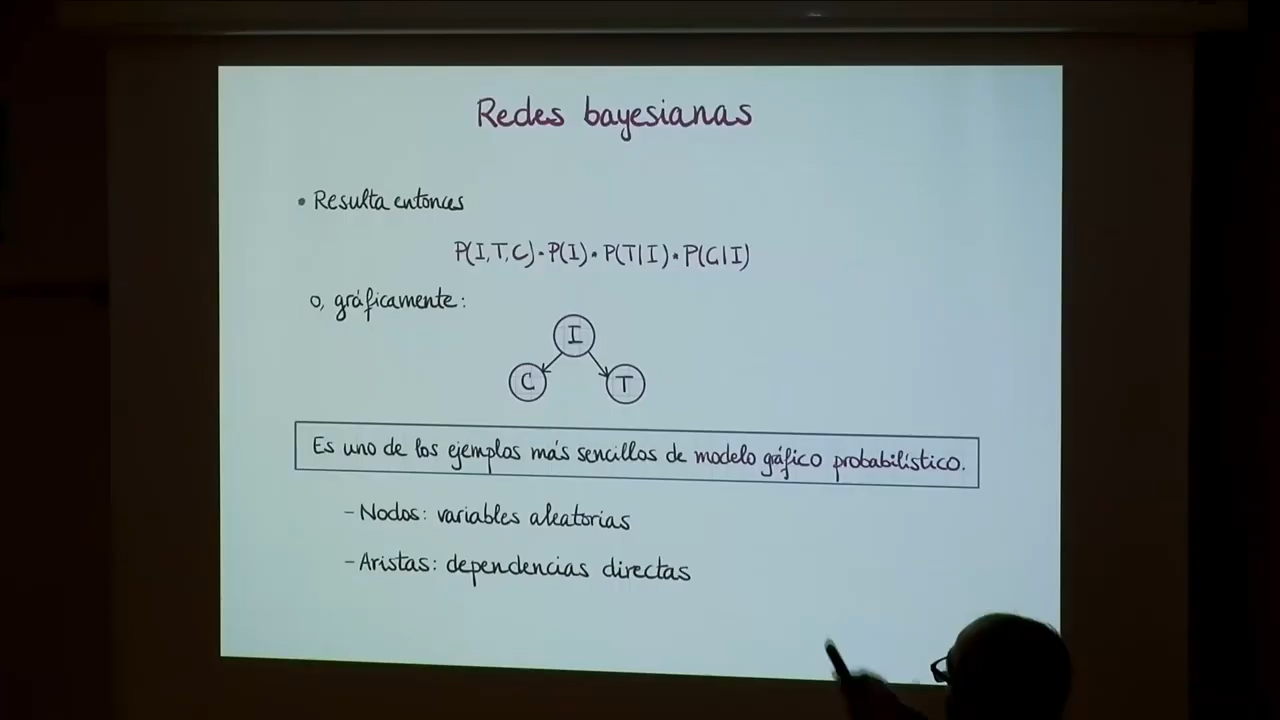 Redes bayesianas
• Resulta entonces
P(I,T,C) = P(I) • P(T|I) • P(C|I)
o, gráficamente:
I
C T
Es uno de los ejemplos más sencillos de modelo gráfico probabilístico.
- Nodos: variables aleatorias
- Aristas: dependencias directas